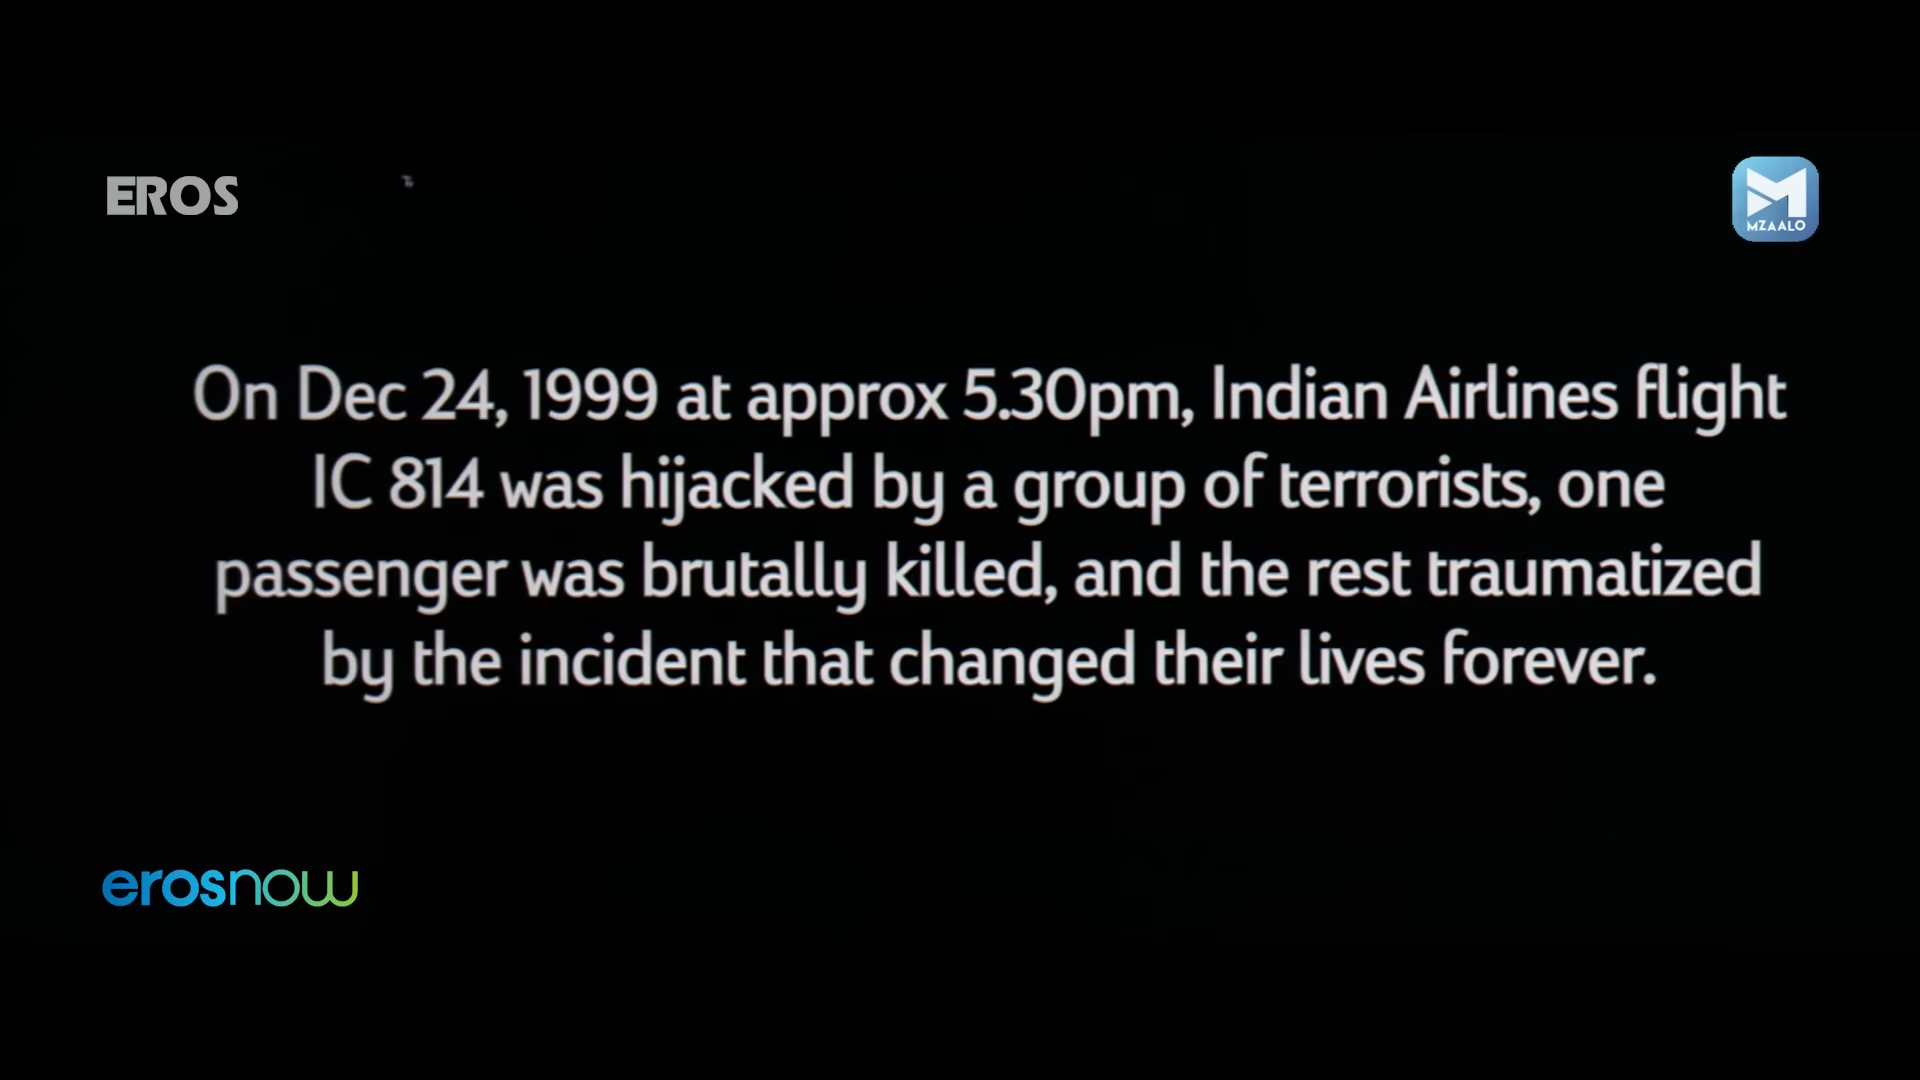 EROS
MZAALO
On Dec 24, 1999 at approx 5.30pm, Indian Airlines flight
IC 814 was hijacked by a group of terrorists, one
passenger was brutally killed, and the rest traumatized
by the incident that changed their lives forever.
erosnow